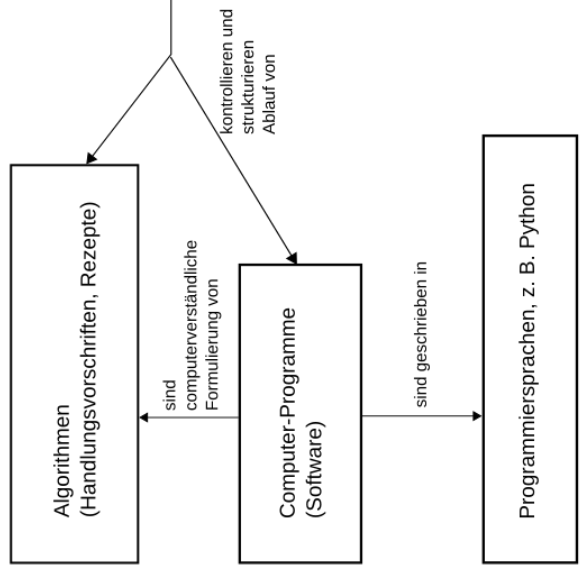 Algorithmen
(Handlungsvorschriften, Rezepte)
sind
computerverständliche
Formulierung von
kontrollieren und
strukturieren
Ablauf von
Computer-Programme
(Software)
sind geschrieben in
Programmiersprachen, z. B. Python